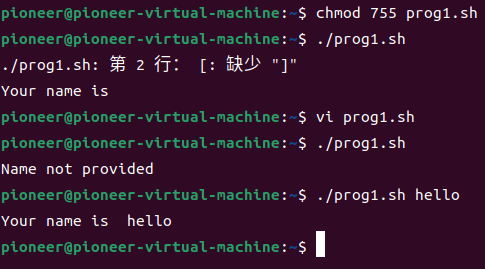 pioneer@pioneer-virtual-machine:~$ chmod 755 prog1.sh
pioneer@pioneer-virtual-machine:~$ ./prog1.sh
./prog1.sh: 第 2 行： [: 缺少 "]"
Your name is
pioneer@pioneer-virtual-machine:~$ vi prog1.sh
pioneer@pioneer-virtual-machine:~$ ./prog1.sh
Name not provided
pioneer@pioneer-virtual-machine:~$ ./prog1.sh hello
Your name is  hello
pioneer@pioneer-virtual-machine:~$